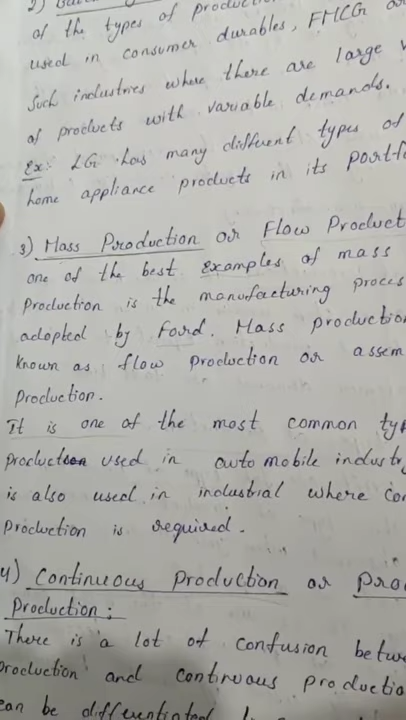 of the types of
used in consumer durables, FMCG
Such industries where there are large
of products with variable demands.
Ex: LG has many different types of
home appliance products in its
3) Mass Production or Flow Product
one of the best Examples of mass
Production is the manufacturing proces
adopted by Ford. Mass production
known as flow production or assem
Production.
It is one of the most common typ
production used in automobile industr
is also used in industrial where con
Production is required.
4) Continuous Production or Pro
Production:
There is a lot of confusion betwe
production and continuous productio
can be differentiated